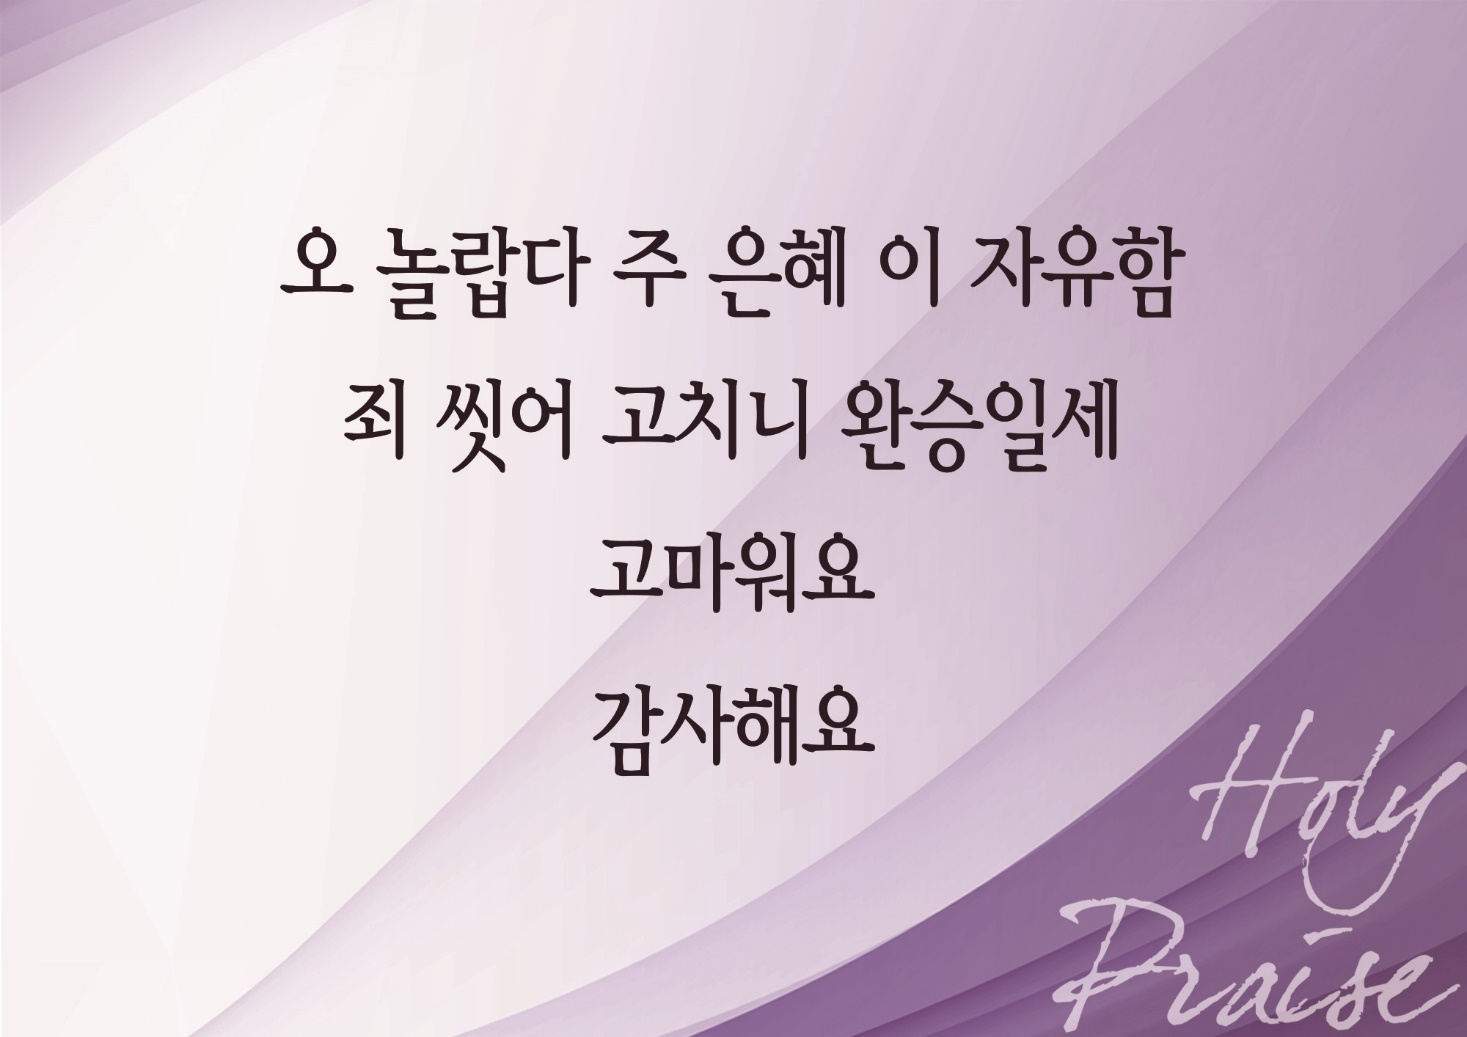 오 놀랍다 주 은혜 이 자유함
죄 씻어 고치니 완승일세
고마워요
감사해요
Holy
Praise